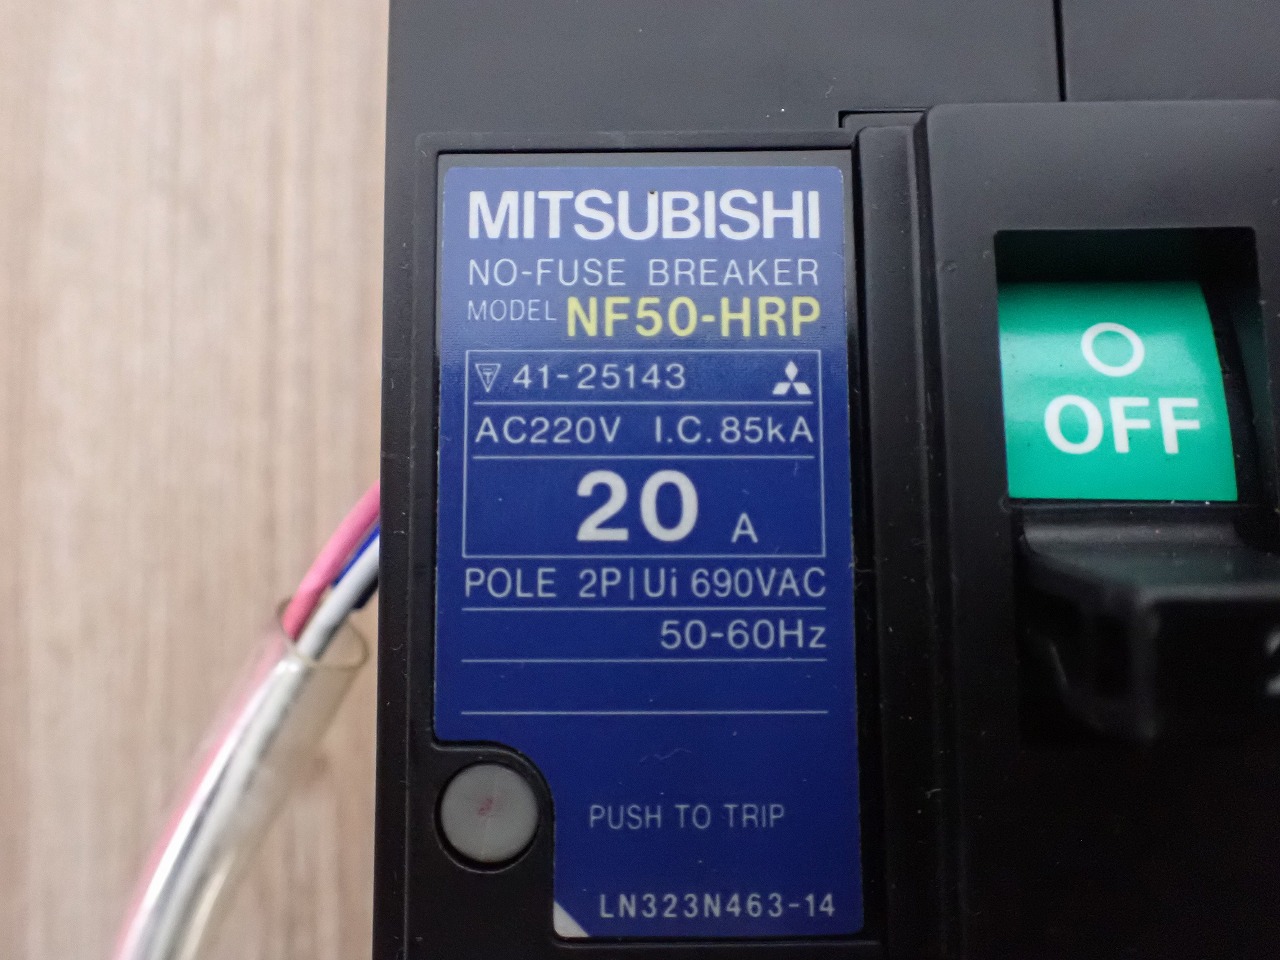 MITSUBISHI
NO-FUSE BREAKER
MODEL NF50-HRP
41-25143
AC220V I.C. 85kA
20 A
POLE 2P|Ui 690VAC
50-60Hz
PUSH TO TRIP
LN323N463-14
O
OFF